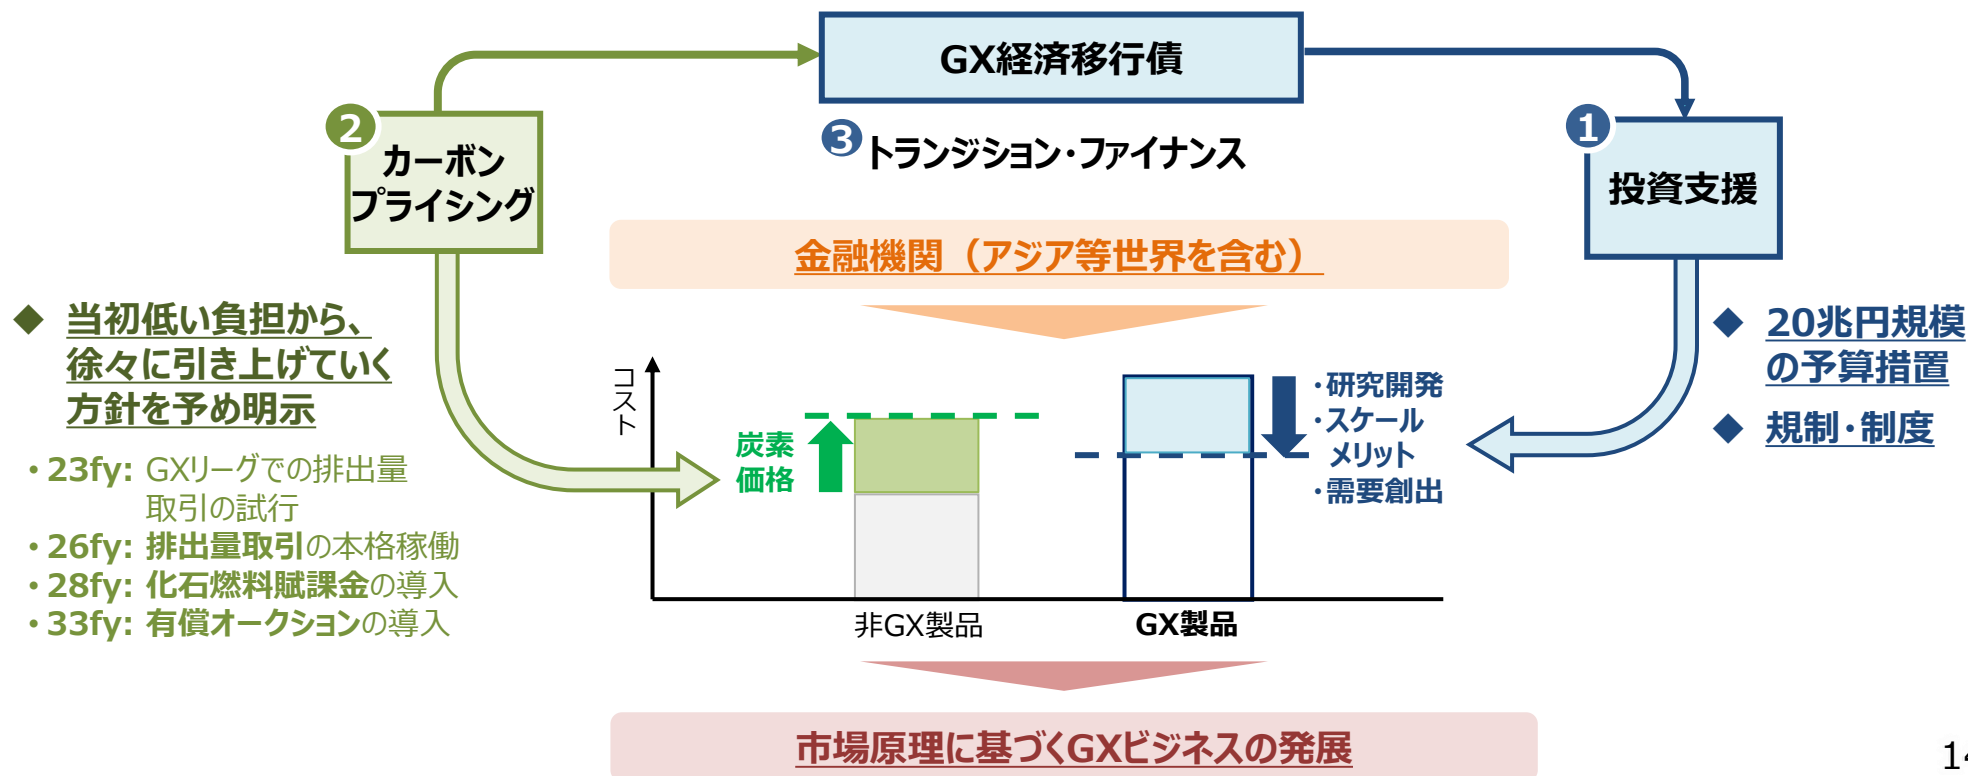 GX経済移行債
❷
カーボン
プライシング
❸トランジション・ファイナンス
❶
投資支援
金融機関（アジア等世界を含む）
◆ 当初低い負担から、
徐々に引き上げていく
方針を予め明示
・23fy: GXリーグでの排出量
取引の試行
・26fy: 排出量取引の本格稼働
・28fy: 化石燃料賦課金の導入
・33fy: 有償オークションの導入
コスト
炭素
価格
・研究開発
・スケール
メリット
・需要創出
非GX製品
GX製品
◆ 20兆円規模
の予算措置
◆ 規制・制度
市場原理に基づくGXビジネスの発展